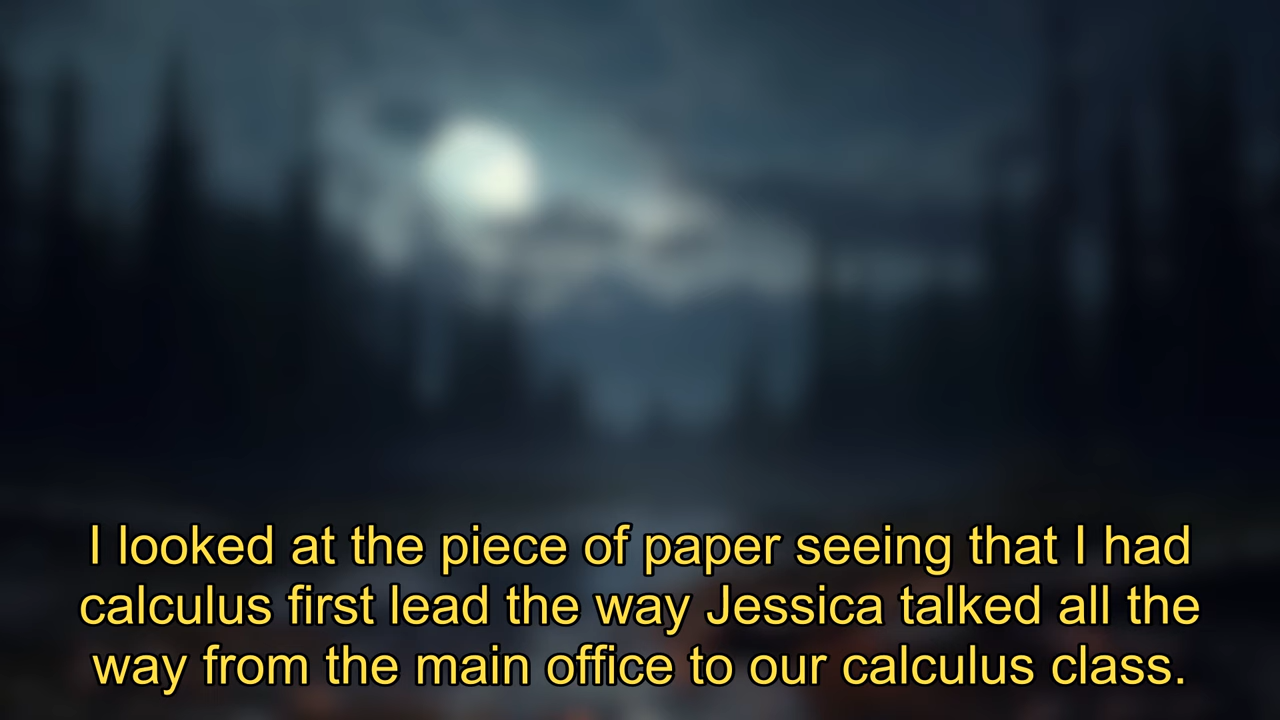 I looked at the piece of paper seeing that I had
calculus first lead the way Jessica talked all the
way from the main office to our calculus class.